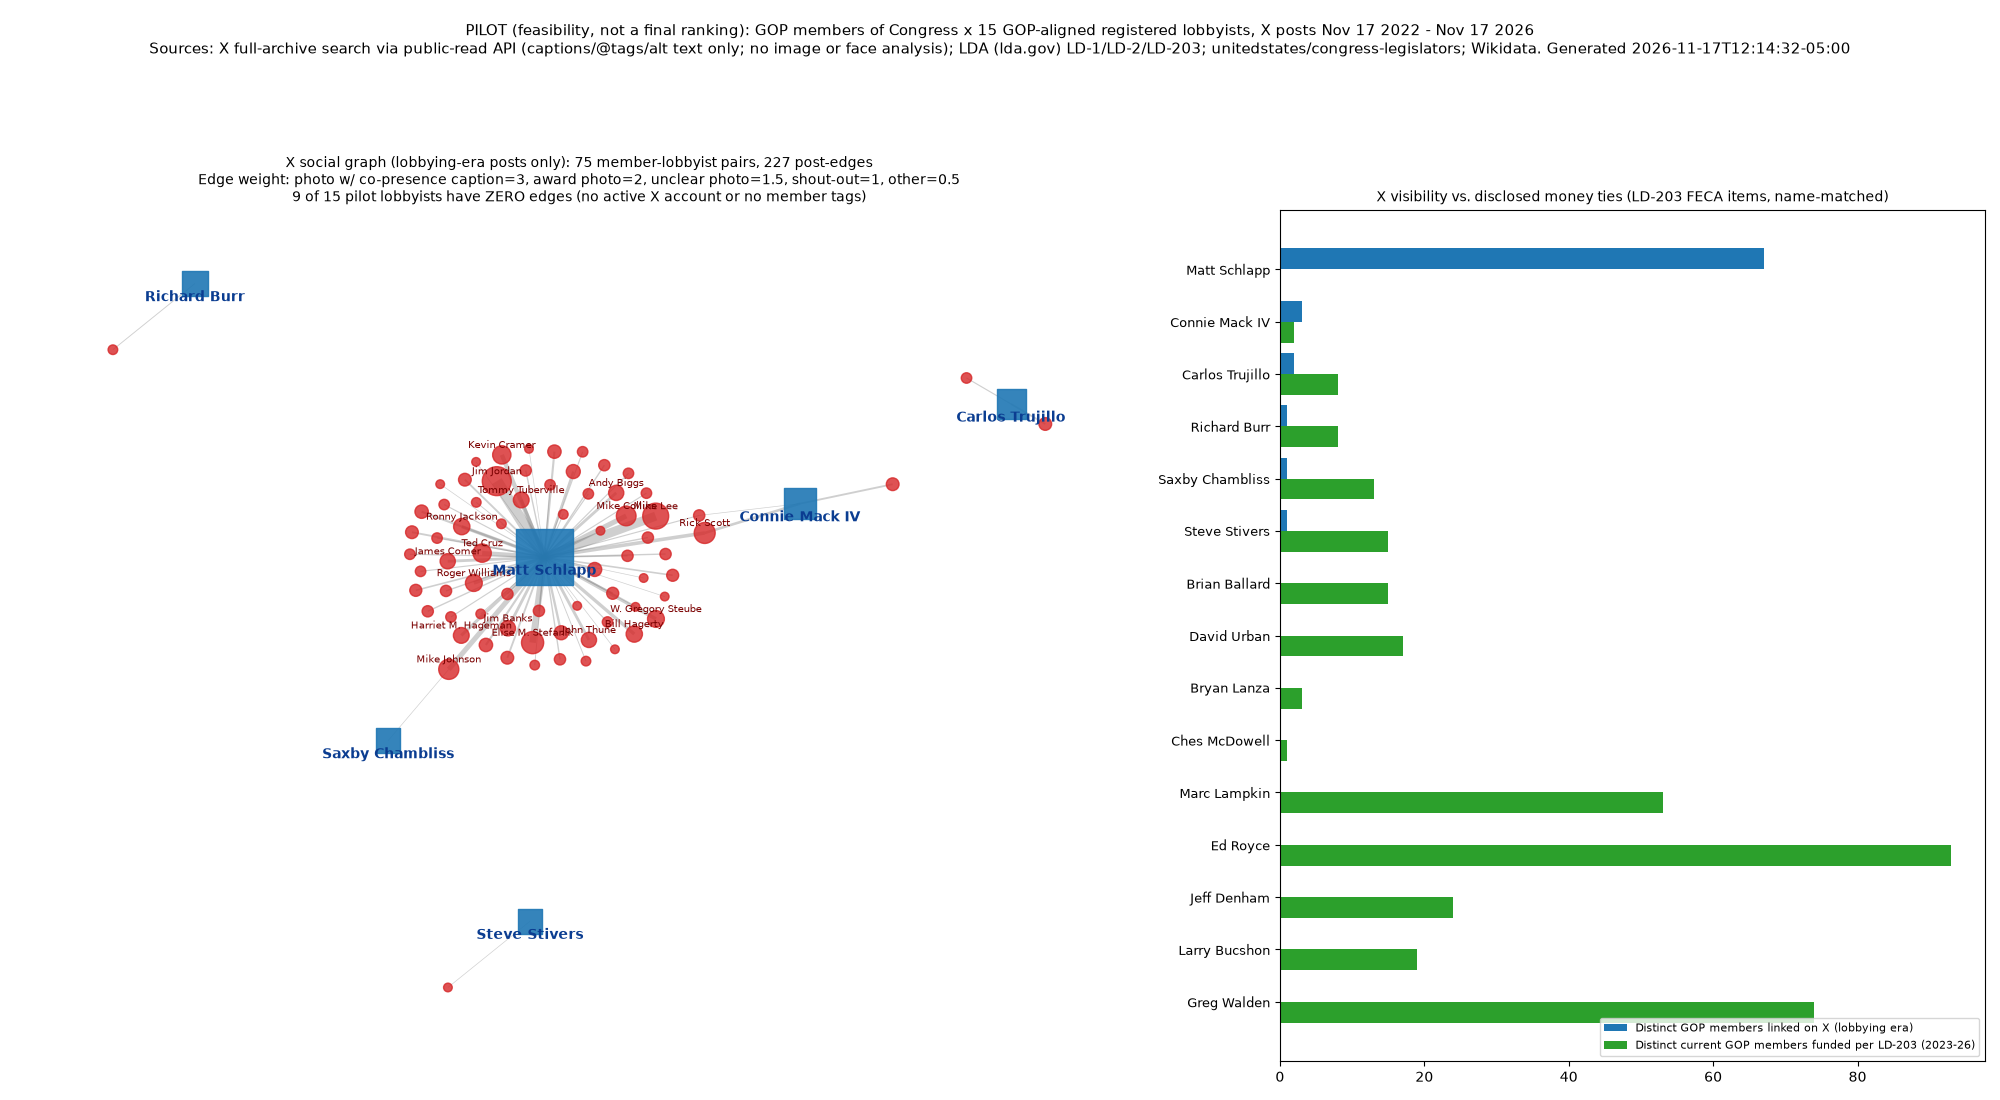 PILOT (feasibility, not a final ranking): GOP members of Congress x 15 GOP-aligned registered lobbyists, X posts Nov 17 2022 - Nov 17 2026
Sources: X full-archive search via public-read API (captions/@tags/alt text only; no image or face analysis); LDA (lda.gov) LD-1/LD-2/LD-203; unitedstates/congress-legislators; Wikidata. Generated 2026-11-17T12:14:32-05:00
X social graph (lobbying-era posts only): 75 member-lobbyist pairs, 227 post-edges
Edge weight: photo w/ co-presence caption=3, award photo=2, unclear photo=1.5, shout-out=1, other=0.5
9 of 15 pilot lobbyists have ZERO edges (no active X account or no member tags)
Richard Burr
Carlos Trujillo
Kevin Cramer
Jim Jordan
Andy Biggs
Tommy Tuberville
Mike Collins
Mike Lee
Ronny Jackson
Connie Mack IV
Rick Scott
Ted Cruz
James Comer
Matt Schlapp
Roger Williams
W. Gregory Steube
Jim Banks
Harriet M. Hageman
Bill Hagerty
Elise M. Stefanik
John Thune
Mike Johnson
Saxby Chambliss
Steve Stivers
X visibility vs. disclosed money ties (LD-203 FECA items, name-matched)
Matt Schlapp
Connie Mack IV
Carlos Trujillo
Richard Burr
Saxby Chambliss
Steve Stivers
Brian Ballard
David Urban
Bryan Lanza
Ches McDowell
Marc Lampkin
Ed Royce
Jeff Denham
Larry Bucshon
Greg Walden
Distinct GOP members linked on X (lobbying era)
Distinct current GOP members funded per LD-203 (2023-26)
0 20 40 60 80